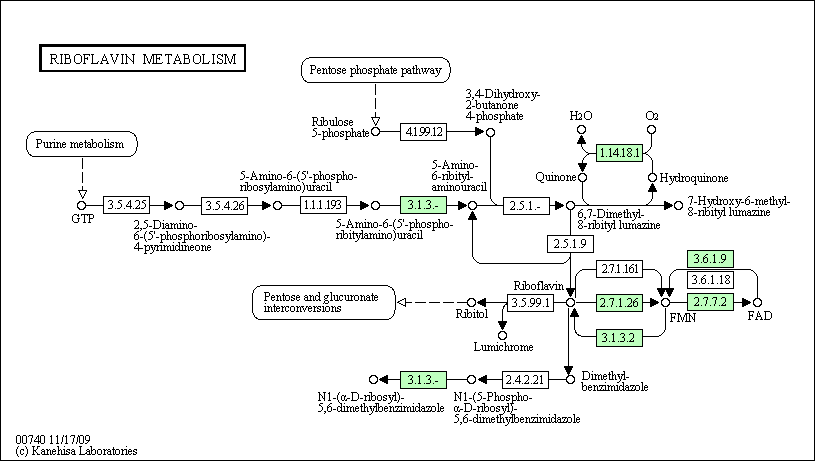 RIBOFLAVIN METABOLISM
Pentose phosphate pathway
3,4-Dihydroxy-
2-butanone
4-phosphate
Ribulose
5-phosphate
4.1.99.12
H2O
O2
1.14.18.1
Purine metabolism
5-Amino-6-(5'-phospho-
ribosylamino)uracil
5-Amino-
6-ribityl-
aminouracil
Quinone
Hydroquinone
GTP
3.5.4.25
3.5.4.26
1.1.1.193
3.1.3.-
2.5.1.-
7-Hydroxy-6-methyl-
8-ribityl lumazine
2,5-Diamino-
6-(5'-phosphoribosylamino)-
4-pyrimidineone
5-Amino-6-(5'-phospho-
ribitylamino)uracil
6,7-Dimethyl-
8-ribityl lumazine
2.5.1.9
3.6.1.9
2.7.1.161
3.6.1.18
Riboflavin
Pentose and glucuronate
interconversions
Ribitol
3.5.99.1
2.7.1.26
FMN
2.7.7.2
FAD
Lumichrome
3.1.3.2
3.1.3.-
2.4.2.21
Dimethyl-
benzimidazole
N1-(α-D-ribosyl)-
5,6-dimethylbenzimidazole
N1-(5-Phospho-
α-D-ribosyl)-
5,6-dimethylbenzimidazole
00740 11/17/09
(c) Kanehisa Laboratories